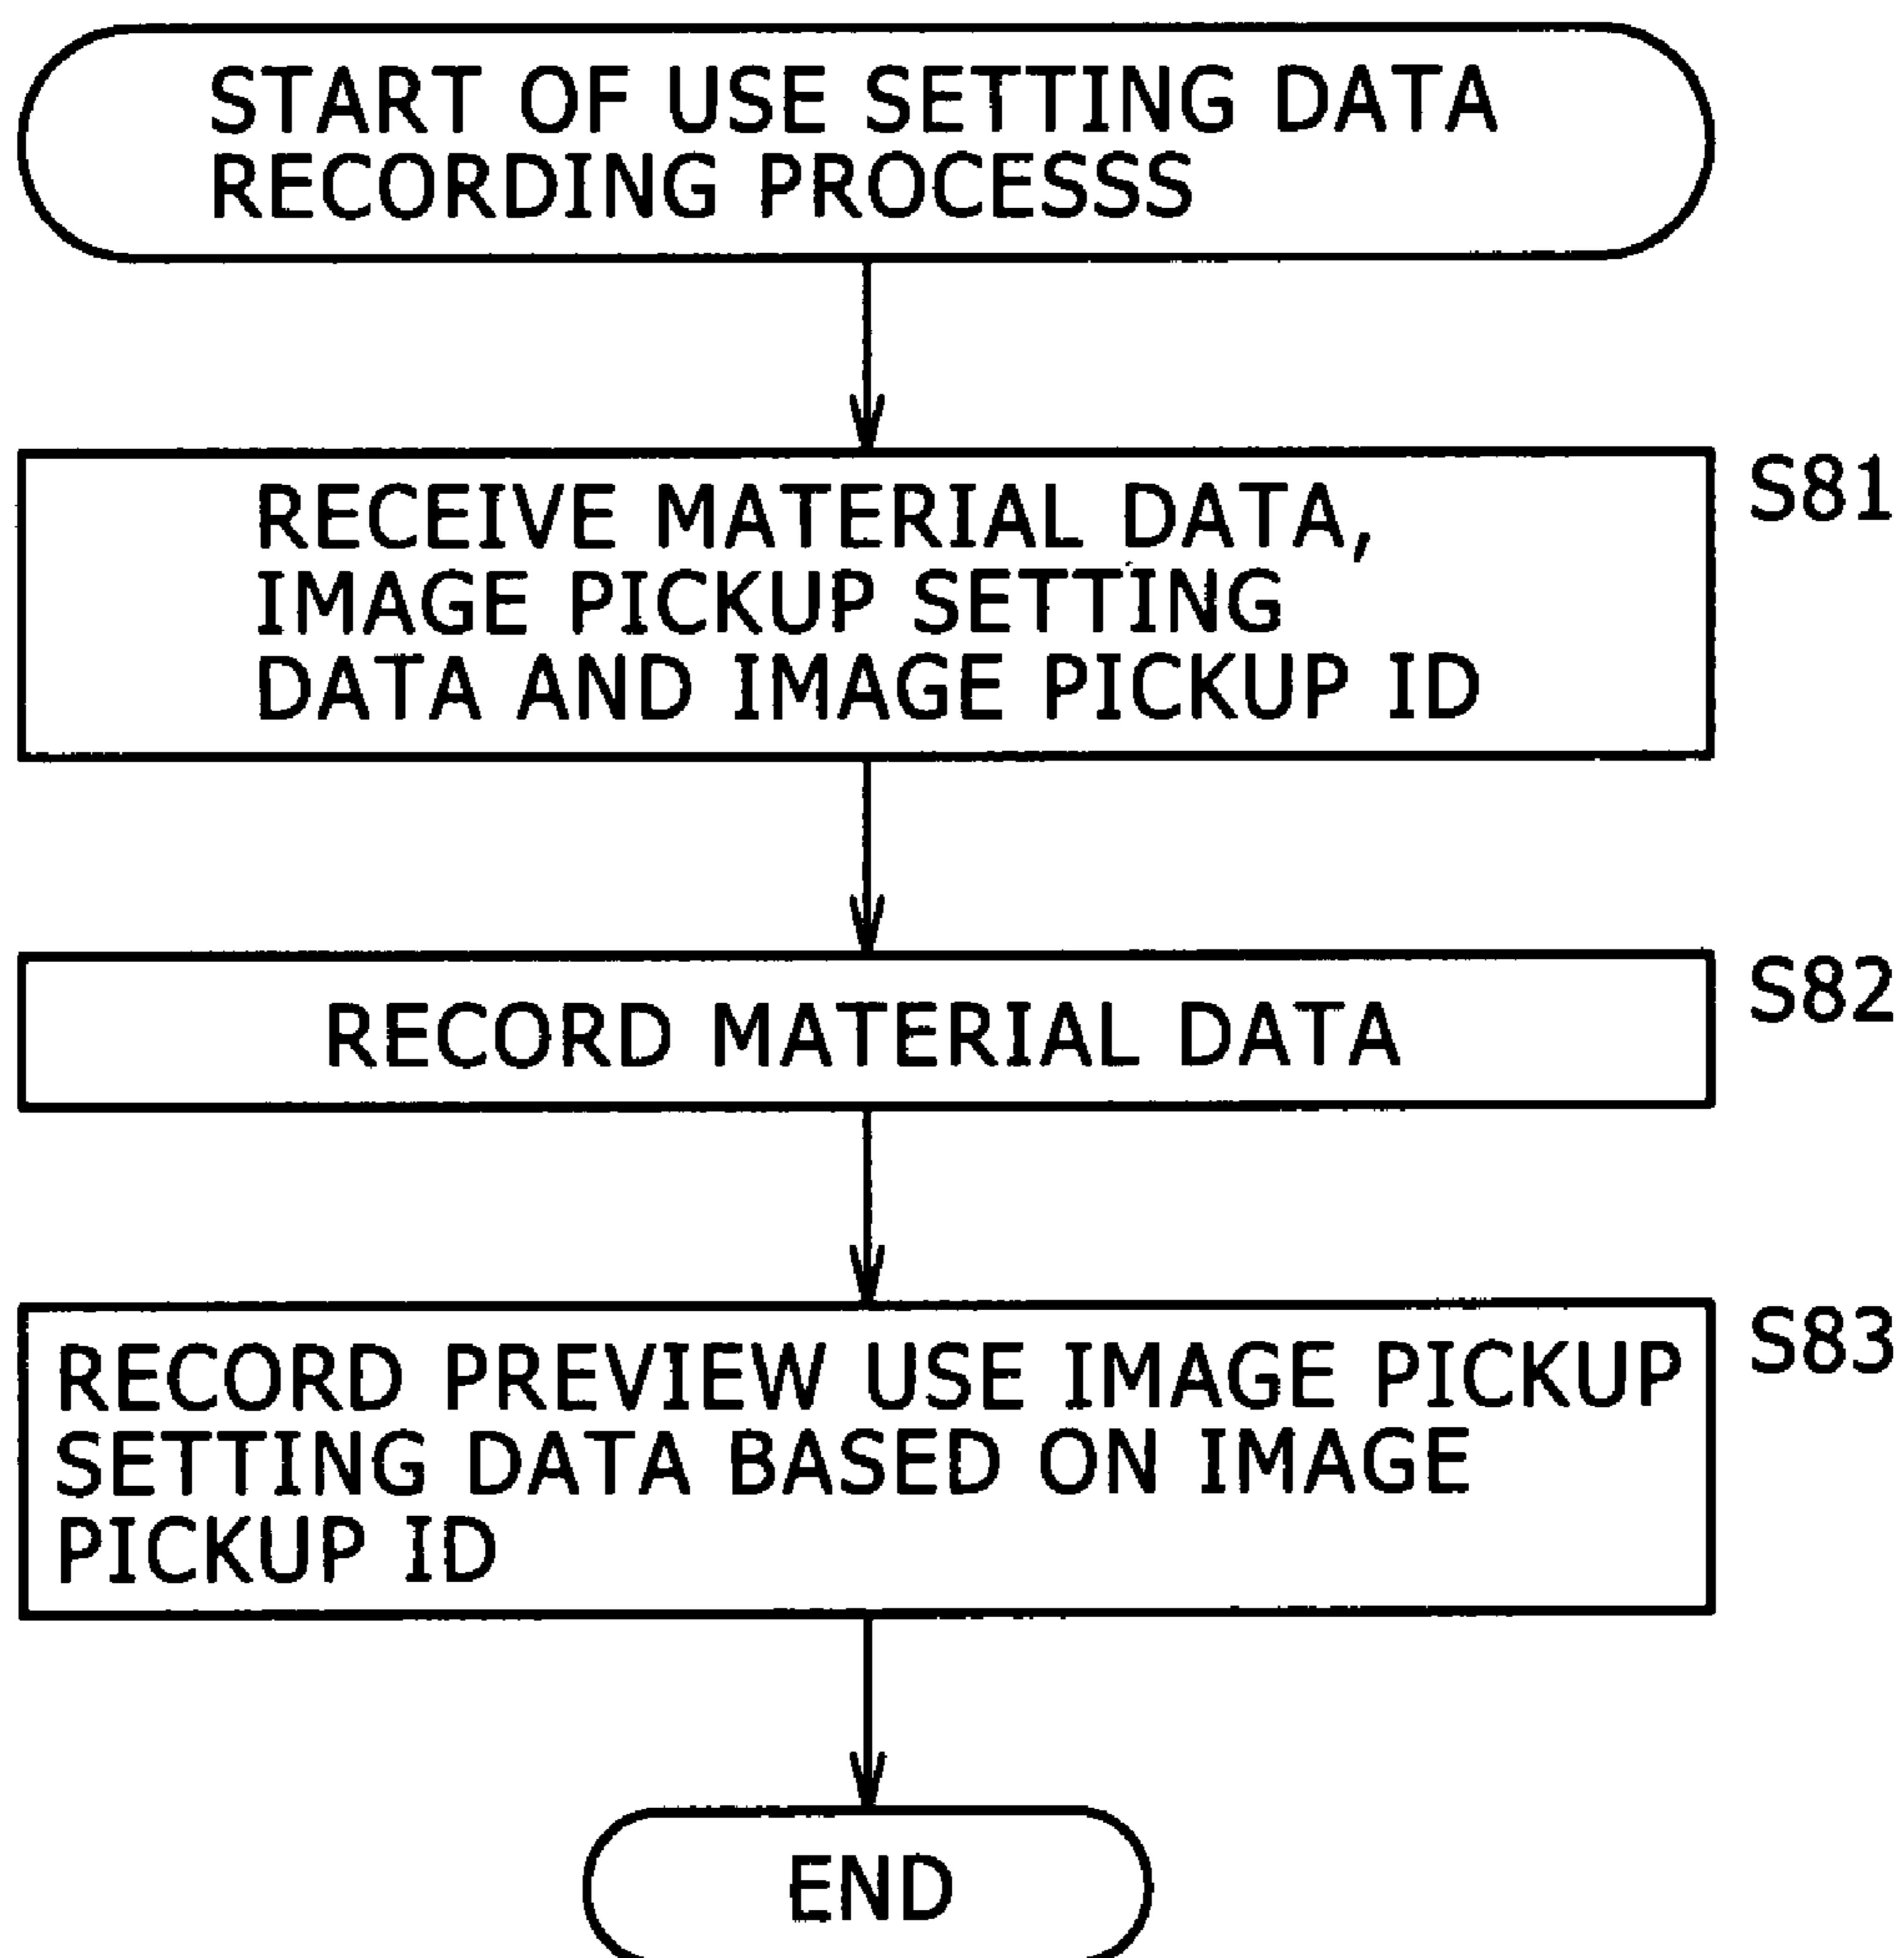 START OF USE SETTING DATA
RECORDING PROCESSS
RECEIVE MATERIAL DATA,
IMAGE PICKUP SETTING
DATA AND IMAGE PICKUP ID
S81
RECORD MATERIAL DATA
S82
RECORD PREVIEW USE IMAGE PICKUP
SETTING DATA BASED ON IMAGE
PICKUP ID
S83
END